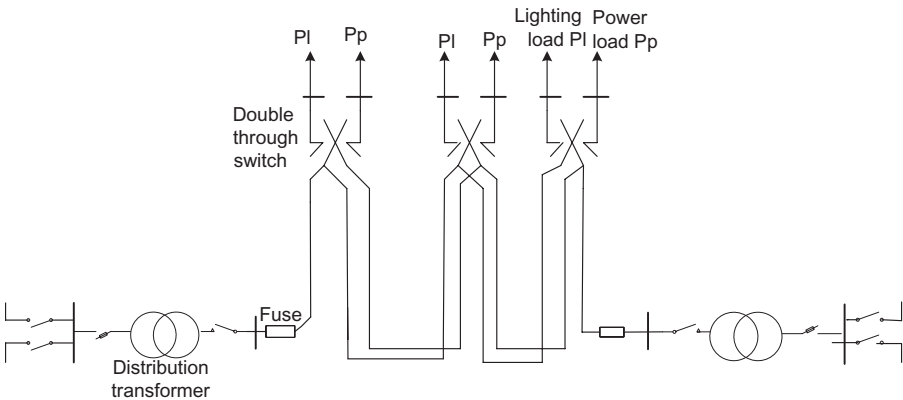 Lighting Power
load Pl load Pp
Pl Pp Pl Pp
Double
through
switch
Fuse
Distribution
transformer